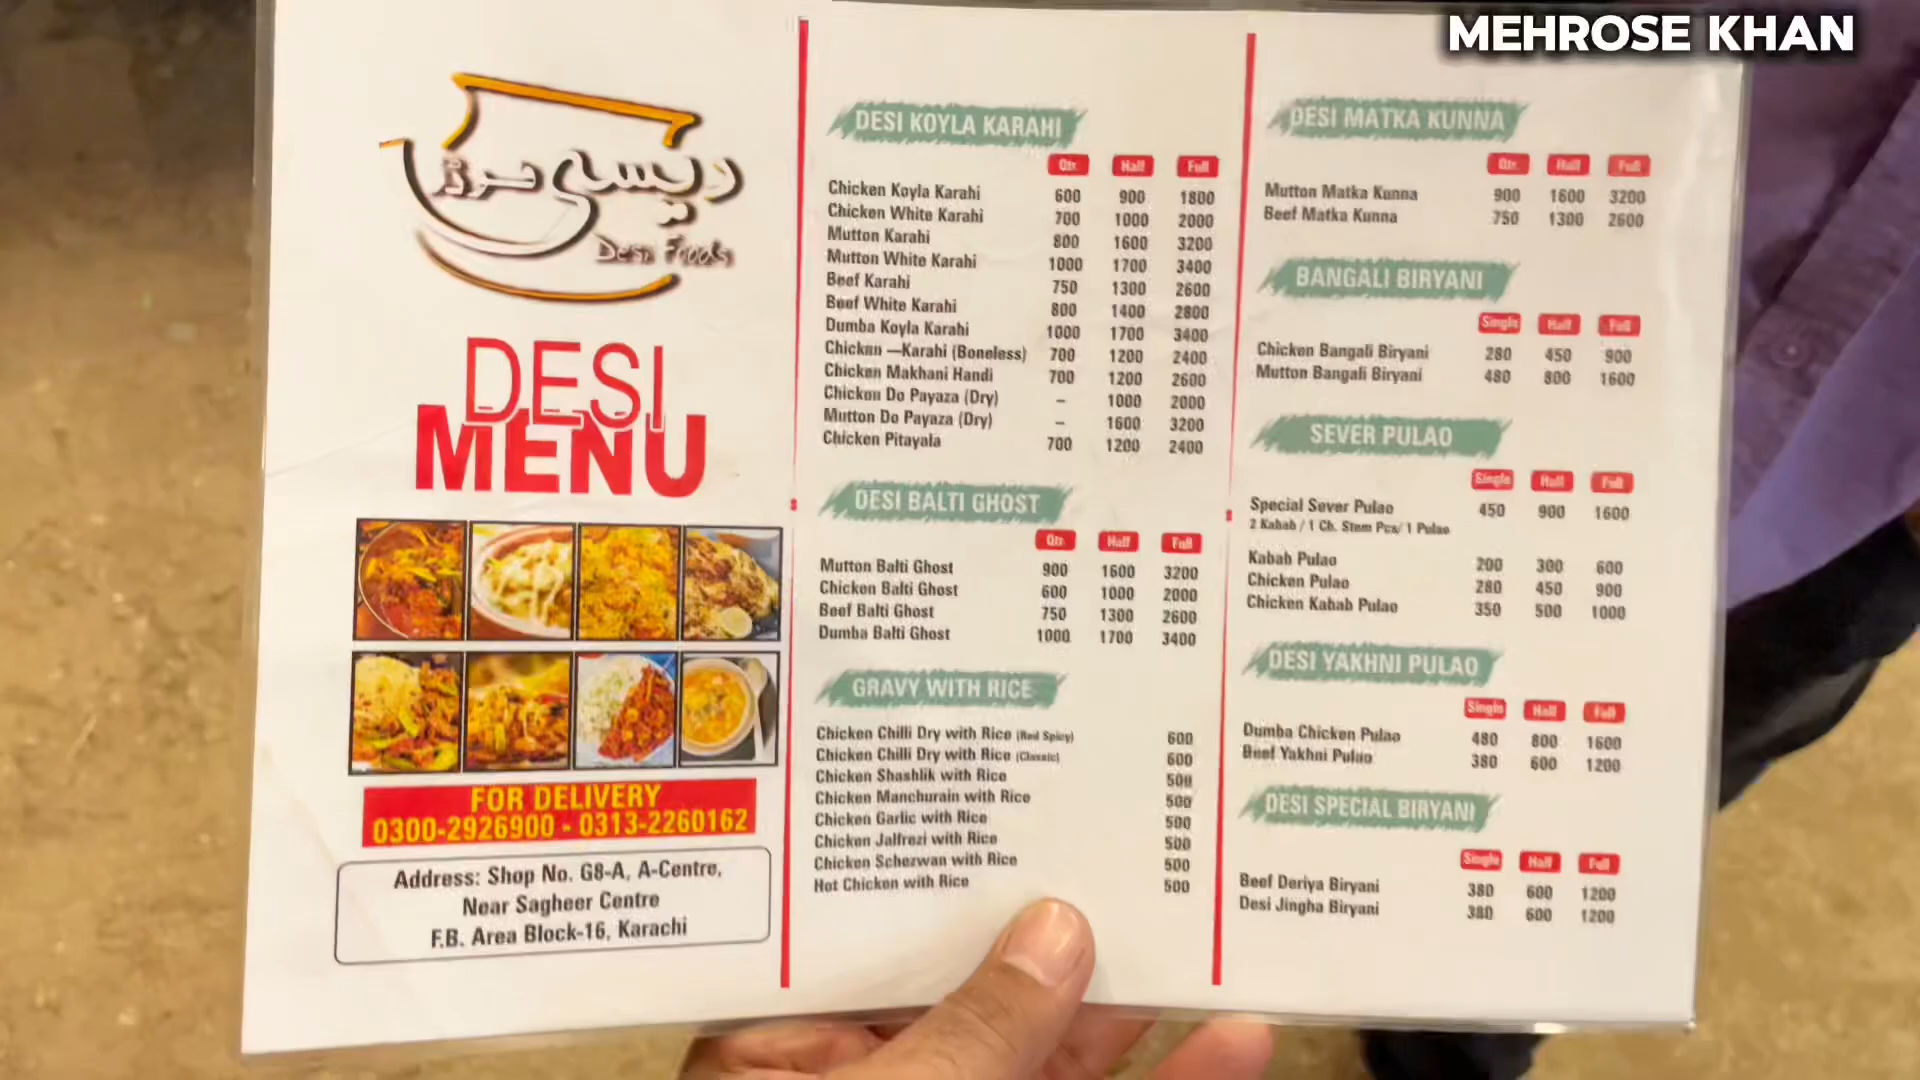 MEHROSE KHAN
Desi Foods
DESI
MENU
FOR DELIVERY
0300-2926900 - 0313-2260162
Address: Shop No. G8-A, A-Centre,
Near Sagheer Centre
F.B. Area Block-16, Karachi
DESI KOYLA KARAHI
Qtr. Half Full
Chicken Koyla Karahi 600 900 1800
Chicken White Karahi 700 1000 2000
Mutton Karahi 800 1600 3200
Mutton White Karahi 1000 1700 3400
Beef Karahi 750 1300 2600
Beef White Karahi 800 1400 2800
Dumba Koyla Karahi 1000 1700 3400
Chicken —Karahi (Boneless) 700 1200 2400
Chicken Makhani Handi 700 1200 2600
Chicken Do Payaza (Dry) – 1000 2000
Mutton Do Payaza (Dry) – 1600 3200
Chicken Pitayala 700 1200 2400
DESI BALTI GHOST
Qtr. Half Full
Mutton Balti Ghost 900 1600 3200
Chicken Balti Ghost 600 1000 2000
Beef Balti Ghost 750 1300 2600
Dumba Balti Ghost 1000 1700 3400
GRAVY WITH RICE
Chicken Chilli Dry with Rice (Red Spicy) 600
Chicken Chilli Dry with Rice (Classic) 600
Chicken Shashlik with Rice 500
Chicken Manchurain with Rice 500
Chicken Garlic with Rice 500
Chicken Jalfrezi with Rice 500
Chicken Schezwan with Rice 500
Hot Chicken with Rice 500
DESI MATKA KUNNA
Qtr. Half Full
Mutton Matka Kunna 900 1600 3200
Beef Matka Kunna 750 1300 2600
BANGALI BIRYANI
Single Half Full
Chicken Bangali Biryani 280 450 900
Mutton Bangali Biryani 480 800 1600
SEVER PULAO
Single Half Full
Special Sever Pulao 450 900 1600
2 Kabab / 1 Ch. Stem Pcs/ 1 Pulao
Kabab Pulao 200 300 600
Chicken Pulao 280 450 900
Chicken Kabab Pulao 350 500 1000
DESI YAKHNI PULAO
Single Half Full
Dumba Chicken Pulao 480 800 1600
Beef Yakhni Pulao 380 600 1200
DESI SPECIAL BIRYANI
Single Half Full
Beef Deriya Biryani 380 600 1200
Desi Jingha Biryani 380 600 1200